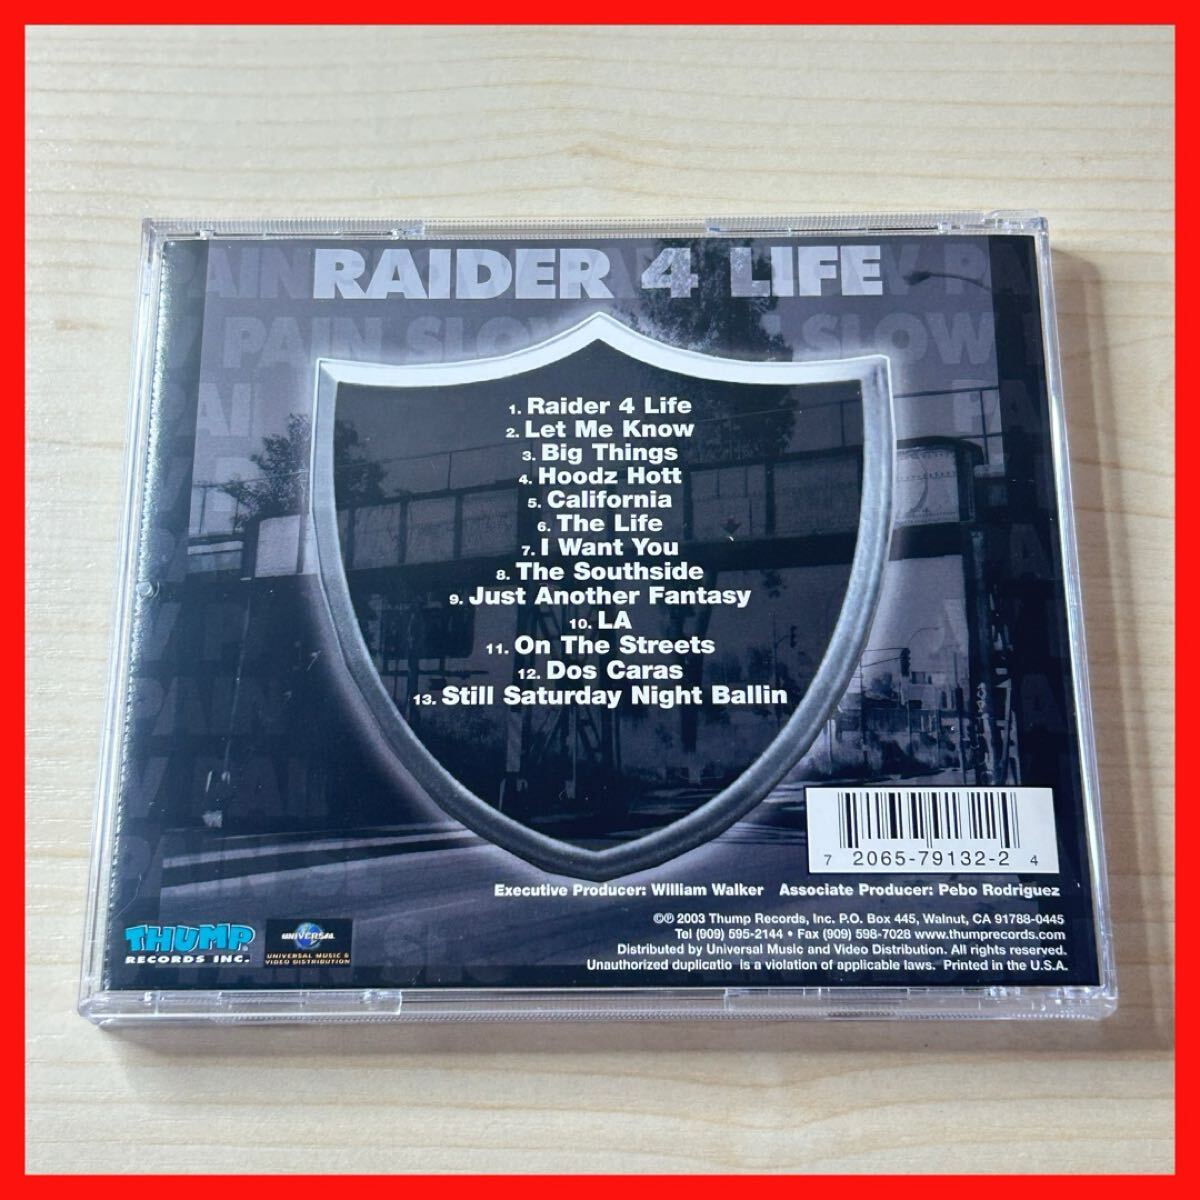 RAIDER 4 LIFE
PAIN SLOW SLOW
1. Raider 4 Life
2. Let Me Know
3. Big Things
4. Hoodz Hott
5. California
6. The Life
7. I Want You
8. The Southside
9. Just Another Fantasy
10. LA
11. On The Streets
12. Dos Caras
13. Still Saturday Night Ballin
7 2065-79132-2 4
Executive Producer: William Walker Associate Producer: Pebo Rodriguez
©℗ 2003 Thump Records, Inc. P.O. Box 445, Walnut, CA 91788-0445
Tel (909) 595-2144 • Fax (909) 598-7028 www.thumprecords.com
Distributed by Universal Music and Video Distribution. All rights reserved.
Unauthorized duplicatio is a violation of applicable laws. Printed in the U.S.A.
THUMP
RECORDS INC.
UNIVERSAL
UNIVERSAL MUSIC &
VIDEO DISTRIBUTION